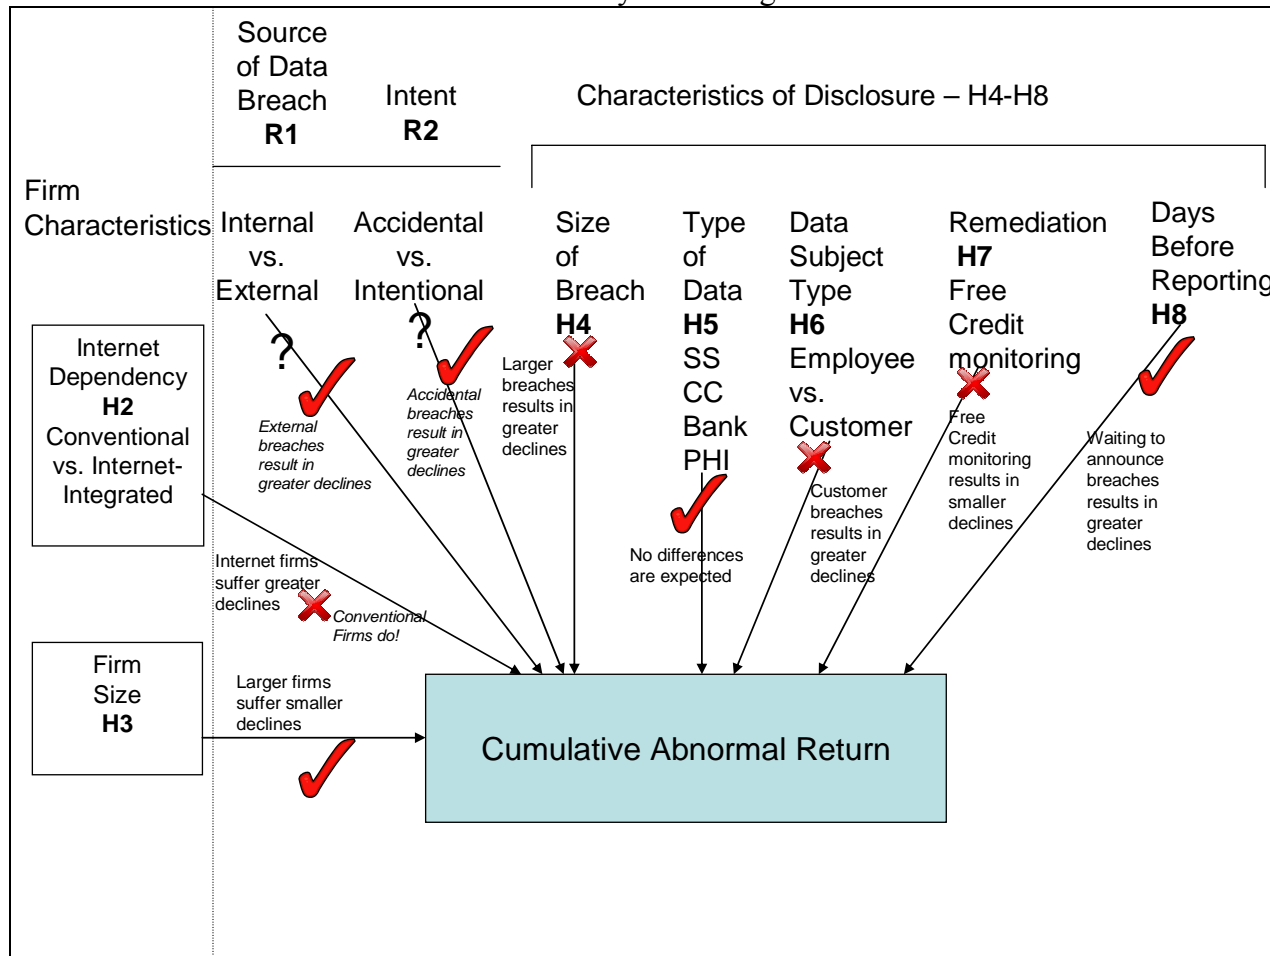 Source
of Data
Breach
R1
Intent
R2
Characteristics of Disclosure – H4-H8
Firm
Characteristics
Internal
vs.
External
?
External
breaches
result in
greater declines
Accidental
vs.
Intentional
?
Accidental
breaches
result in
greater
declines
Size
of
Breach
H4
Larger
breaches
results in
greater
declines
Type
of
Data
H5
SS
CC
Bank
PHI
No differences
are expected
Data
Subject
Type
H6
Employee
vs.
Customer
Customer
breaches
results in
greater
declines
Remediation
H7
Free
Credit
monitoring
Free
Credit
monitoring
results in
smaller
declines
Days
Before
Reporting
H8
Waiting to
announce
breaches
results in
greater
declines
Internet
Dependency
H2
Conventional
vs. Internet-
Integrated
Internet firms
suffer greater
declines
Conventional
Firms do!
Firm
Size
H3
Larger firms
suffer smaller
declines
Cumulative Abnormal Return